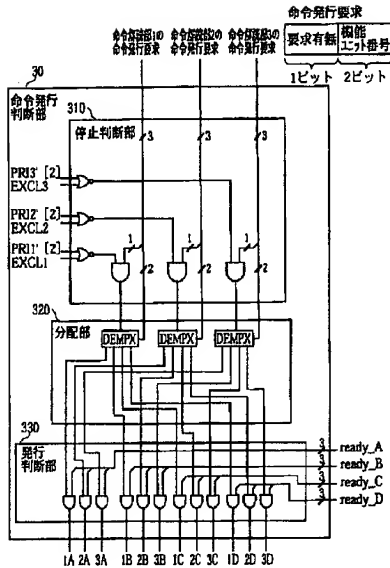 命令発行要求
要求有無
機能
ユニット番号
1ビット
2ビット
命令保持部1の
命令発行要求
命令保持部2の
命令発行要求
命令保持部3の
命令発行要求
30
命令発行
判断部
310
停止判断部
3
3
3
PRI3' [2]
EXCL3
PRI2' [2]
EXCL2
PRI1' [2]
EXCL1
1
1
1
2
2
2
320
分配部
DEMPX
DEMPX
DEMPX
330
発行
判断部
3
ready_A
3
ready_B
3
ready_C
3
ready_D
1A 2A 3A 1B 2B 3B 1C 2C 3C 1D 2D 3D